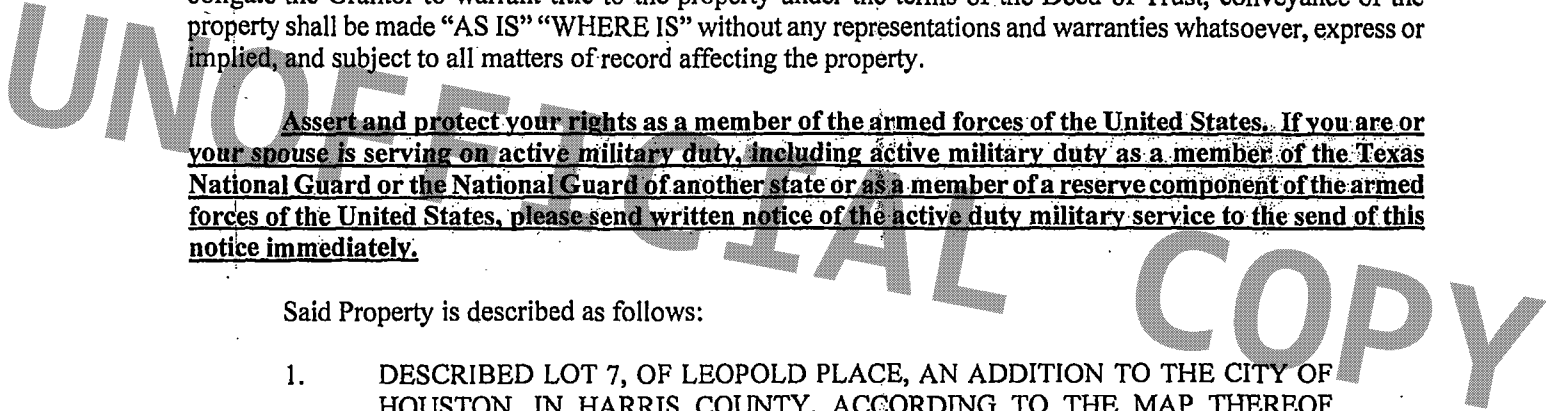 obligate the Grantor to warrant title to the property under the terms of the Deed of Trust, conveyance of the
property shall be made “AS IS” “WHERE IS” without any representations and warranties whatsoever, express or
implied, and subject to all matters of record affecting the property.
Assert and protect your rights as a member of the armed forces of the United States. If you are or
your spouse is serving on active military duty, including active military duty as a member of the Texas
National Guard or the National Guard of another state or as a member of a reserve component of the armed
forces of the United States, please send written notice of the active duty military service to the send of this
notice immediately.
Said Property is described as follows:
1. DESCRIBED LOT 7, OF LEOPOLD PLACE, AN ADDITION TO THE CITY OF
HOUSTON, IN HARRIS COUNTY, ACCORDING TO THE MAP THEREOF
UNOFFICIAL COPY